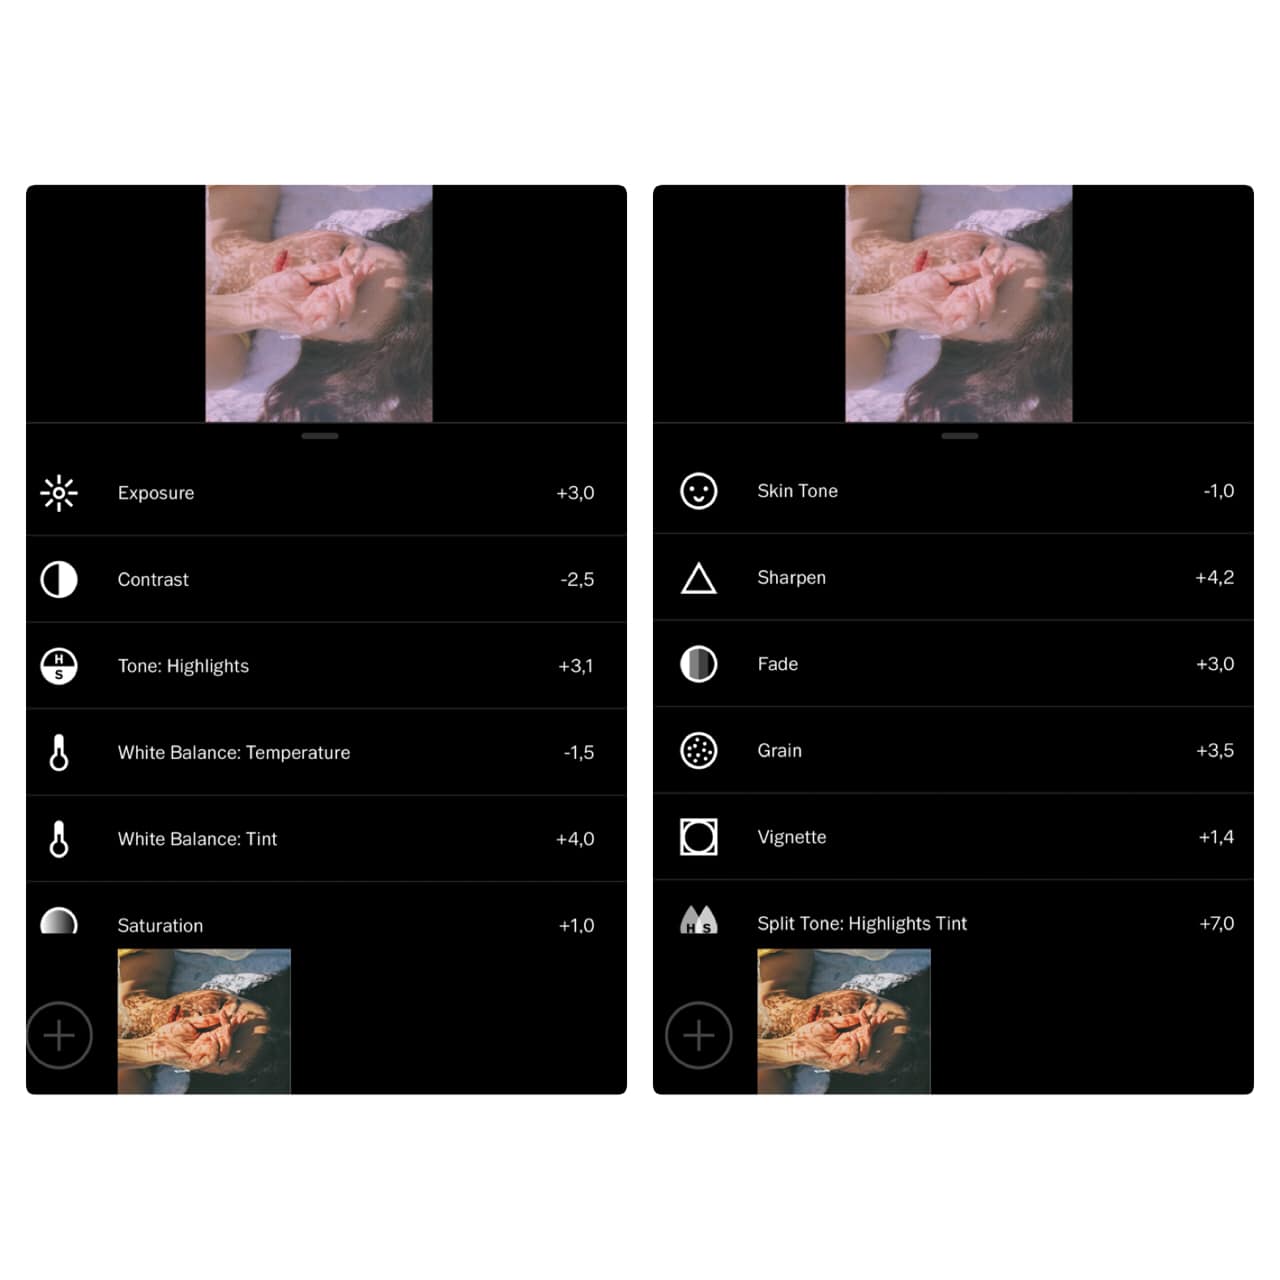 Exposure +3,0
Contrast -2,5
H
S
Tone: Highlights +3,1
White Balance: Temperature -1,5
White Balance: Tint +4,0
Saturation +1,0
Skin Tone -1,0
Sharpen +4,2
Fade +3,0
Grain +3,5
Vignette +1,4
H S Split Tone: Highlights Tint +7,0